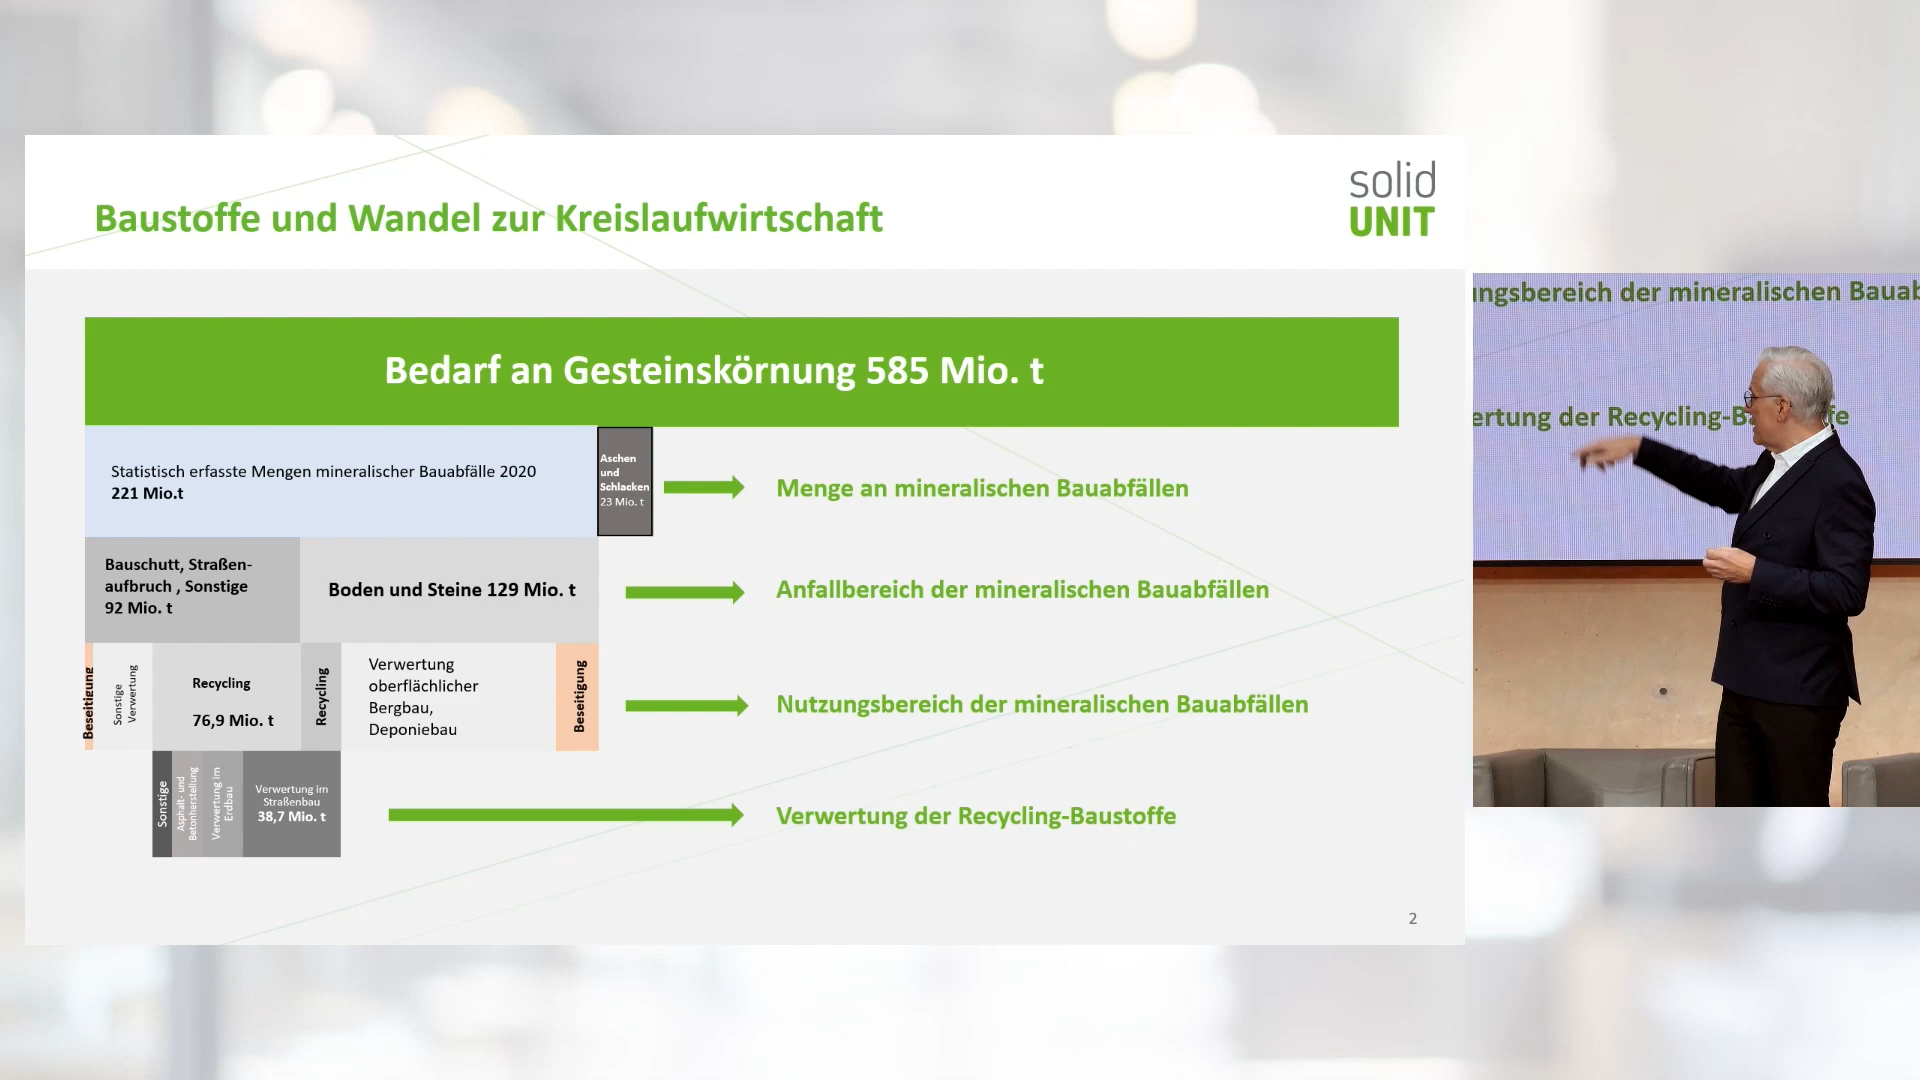 Baustoffe und Wandel zur Kreislaufwirtschaft
solid
UNIT
Bedarf an Gesteinskörnung 585 Mio. t
Statistisch erfasste Mengen mineralischer Bauabfälle 2020
221 Mio.t
Aschen
und
Schlacken
23 Mio. t
Menge an mineralischen Bauabfällen
Bauschutt, Straßen-
aufbruch , Sonstige
92 Mio. t
Boden und Steine 129 Mio. t
Anfallbereich der mineralischen Bauabfällen
Beseitigung
Sonstige
Verwertung
Recycling
76,9 Mio. t
Recycling
Verwertung
oberflächlicher
Bergbau,
Deponiebau
Beseitigung
Nutzungsbereich der mineralischen Bauabfällen
Sonstige
Asphalt- und
Betonherstellung
Verwertung im
Erdbau
Verwertung im
Straßenbau
38,7 Mio. t
Verwertung der Recycling-Baustoffe
2
ngsbereich der mineralischen Bauab
ertung der Recycling-B fe